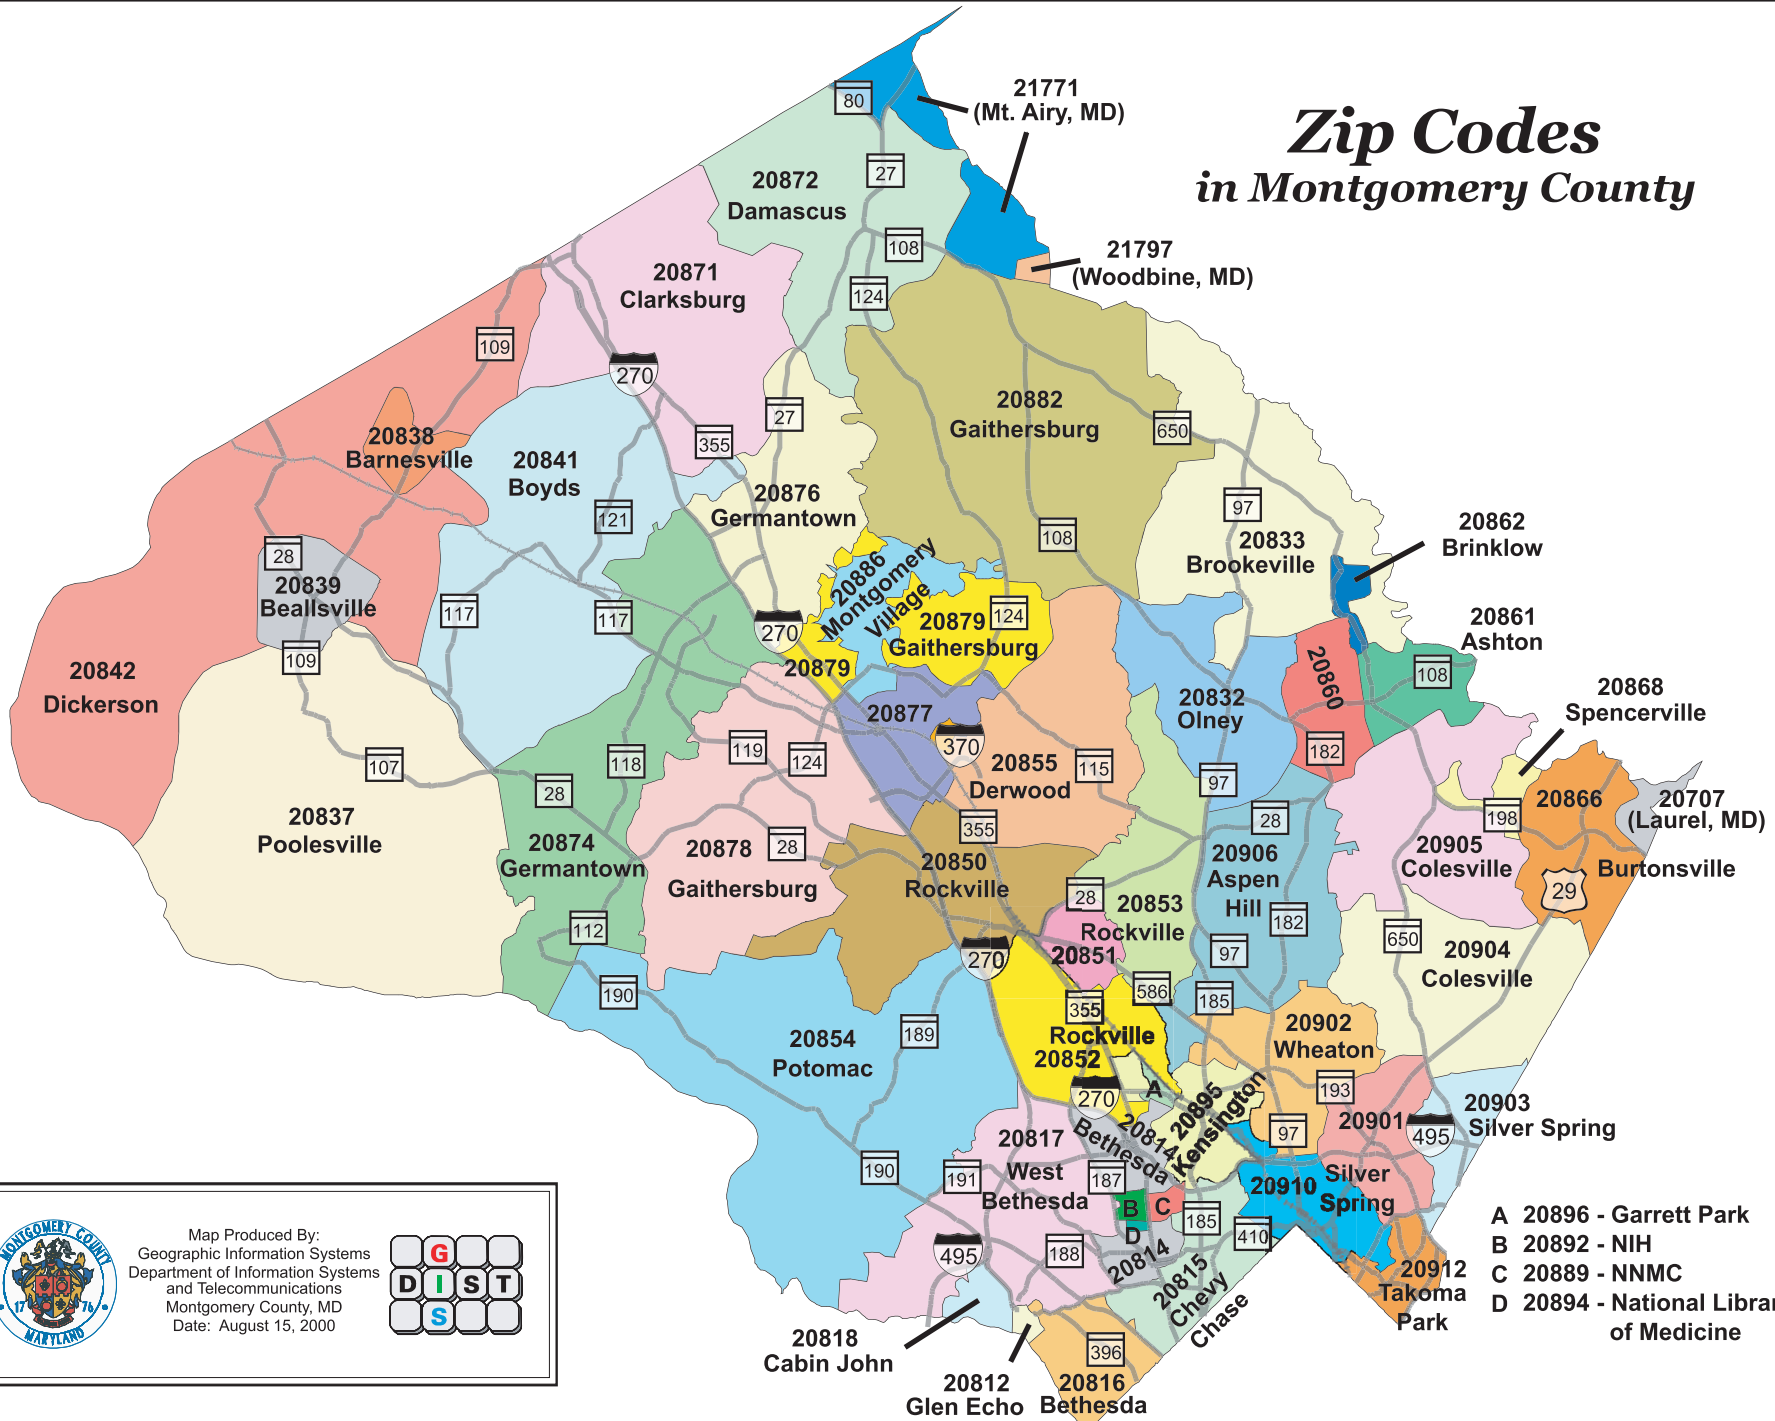 Zip Codes
in Montgomery County
21771
(Mt. Airy, MD)
80
27
20872
Damascus
108
21797
(Woodbine, MD)
20871
Clarksburg
124
109
270
20882
Gaithersburg
27
650
355
20838
Barnesville
20841
Boyds
20876
Germantown
121
97
108
20862
Brinklow
20833
Brookeville
28
20839
Beallsville
20886
Montgomery
Village
117
117
270
20879
Gaithersburg
124
20861
Ashton
108
109
20842
Dickerson
20879
20860
20832
Olney
20868
Spencerville
20877
370
119
124
118
107
28
20855
Derwood
115
182
97
20866
20707
(Laurel, MD)
198
28
20837
Poolesville
355
20874
Germantown
20878
Gaithersburg
28
20850
Rockville
20906
Aspen
Hill
20905
Colesville
Burtonsville
29
28
20853
Rockville
182
112
20851
270
97
650
20904
Colesville
190
355
586
185
189
20854
Potomac
Rockville
20852
20902
Wheaton
270
A
193
20895
Kensington
20814
Bethesda
97
20901
495
20903
Silver Spring
20817
West
Bethesda
190
191
187
Silver
Spring
20910
B
C
D
185
410
188
495
20814
20815
Chevy
Chase
20912
Takoma
Park
20818
Cabin John
20812
Glen Echo
396
20816
Bethesda
A 20896 - Garrett Park
B 20892 - NIH
C 20889 - NNMC
D 20894 - National Librar
of Medicine
MONTGOMERY COUNTY
17 76
MARYLAND
Map Produced By:
Geographic Information Systems
Department of Information Systems
and Telecommunications
Montgomery County, MD
Date: August 15, 2000
G
D I S T
S